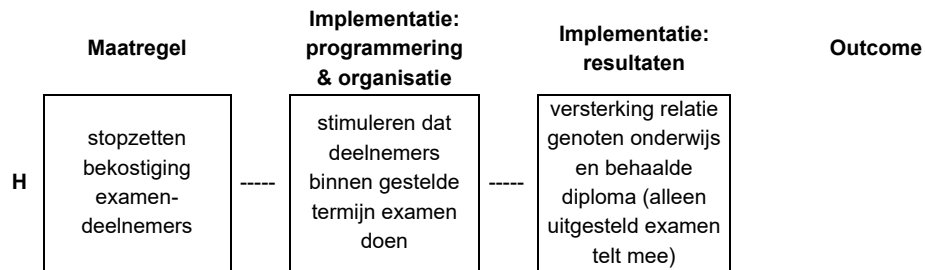 Maatregel
Implementatie:
programmering
& organisatie
Implementatie:
resultaten
Outcome
H
stopzetten
bekostiging
examen-
deelnemers
-----
stimuleren dat
deelnemers
binnen gestelde
termijn examen
doen
-----
versterking relatie
genoten onderwijs
en behaalde
diploma (alleen
uitgesteld examen
telt mee)